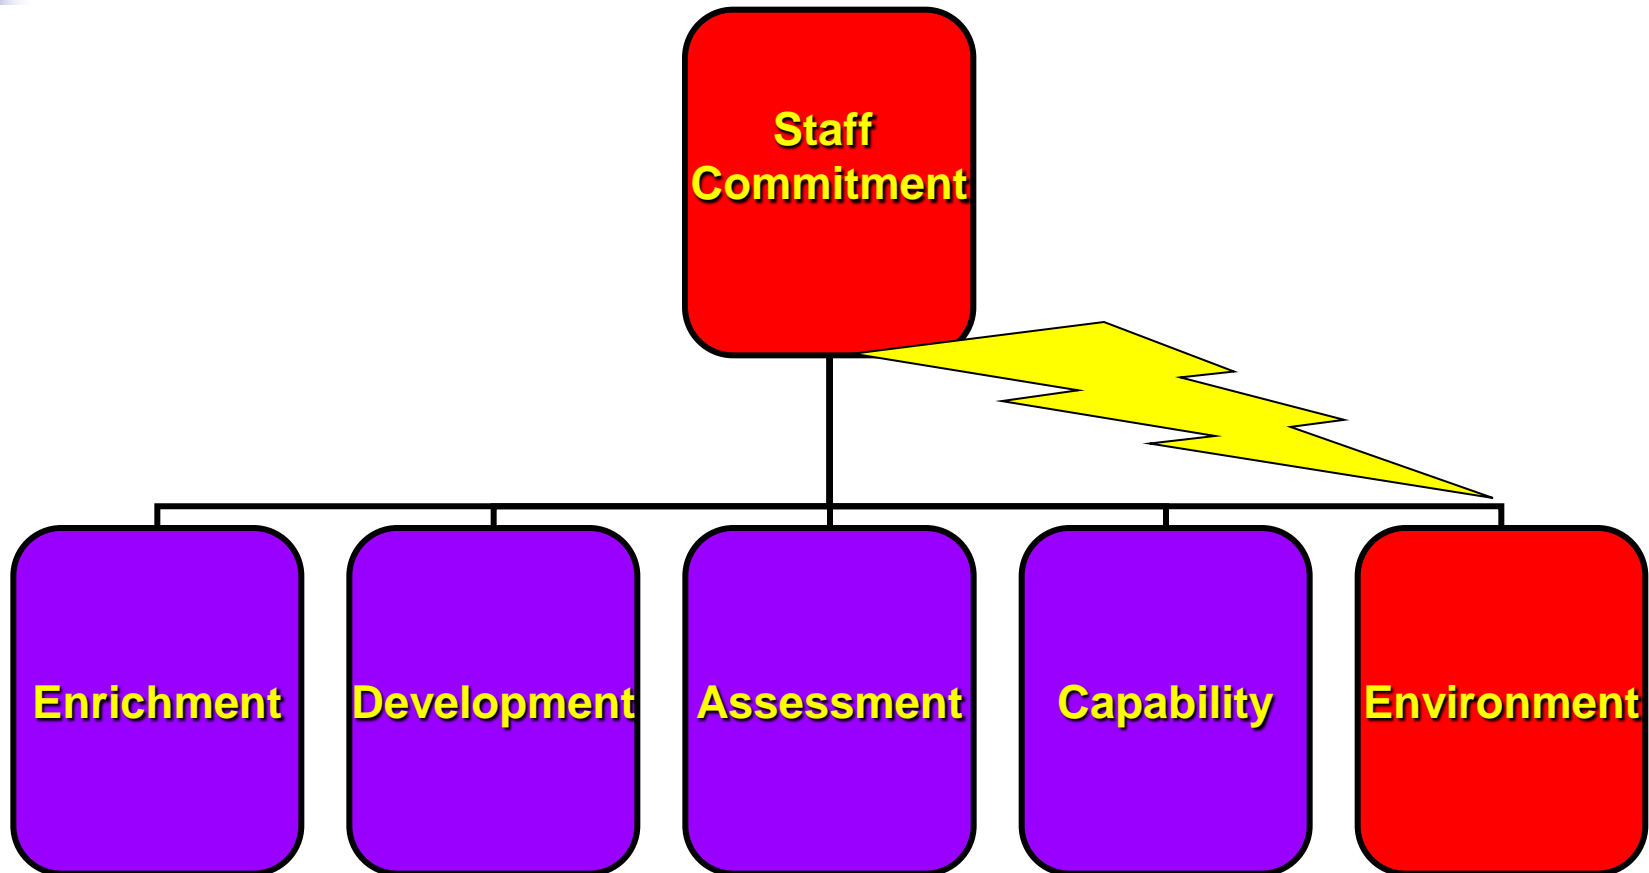 Staff
Commitment
Enrichment
Development
Assessment
Capability
Environment